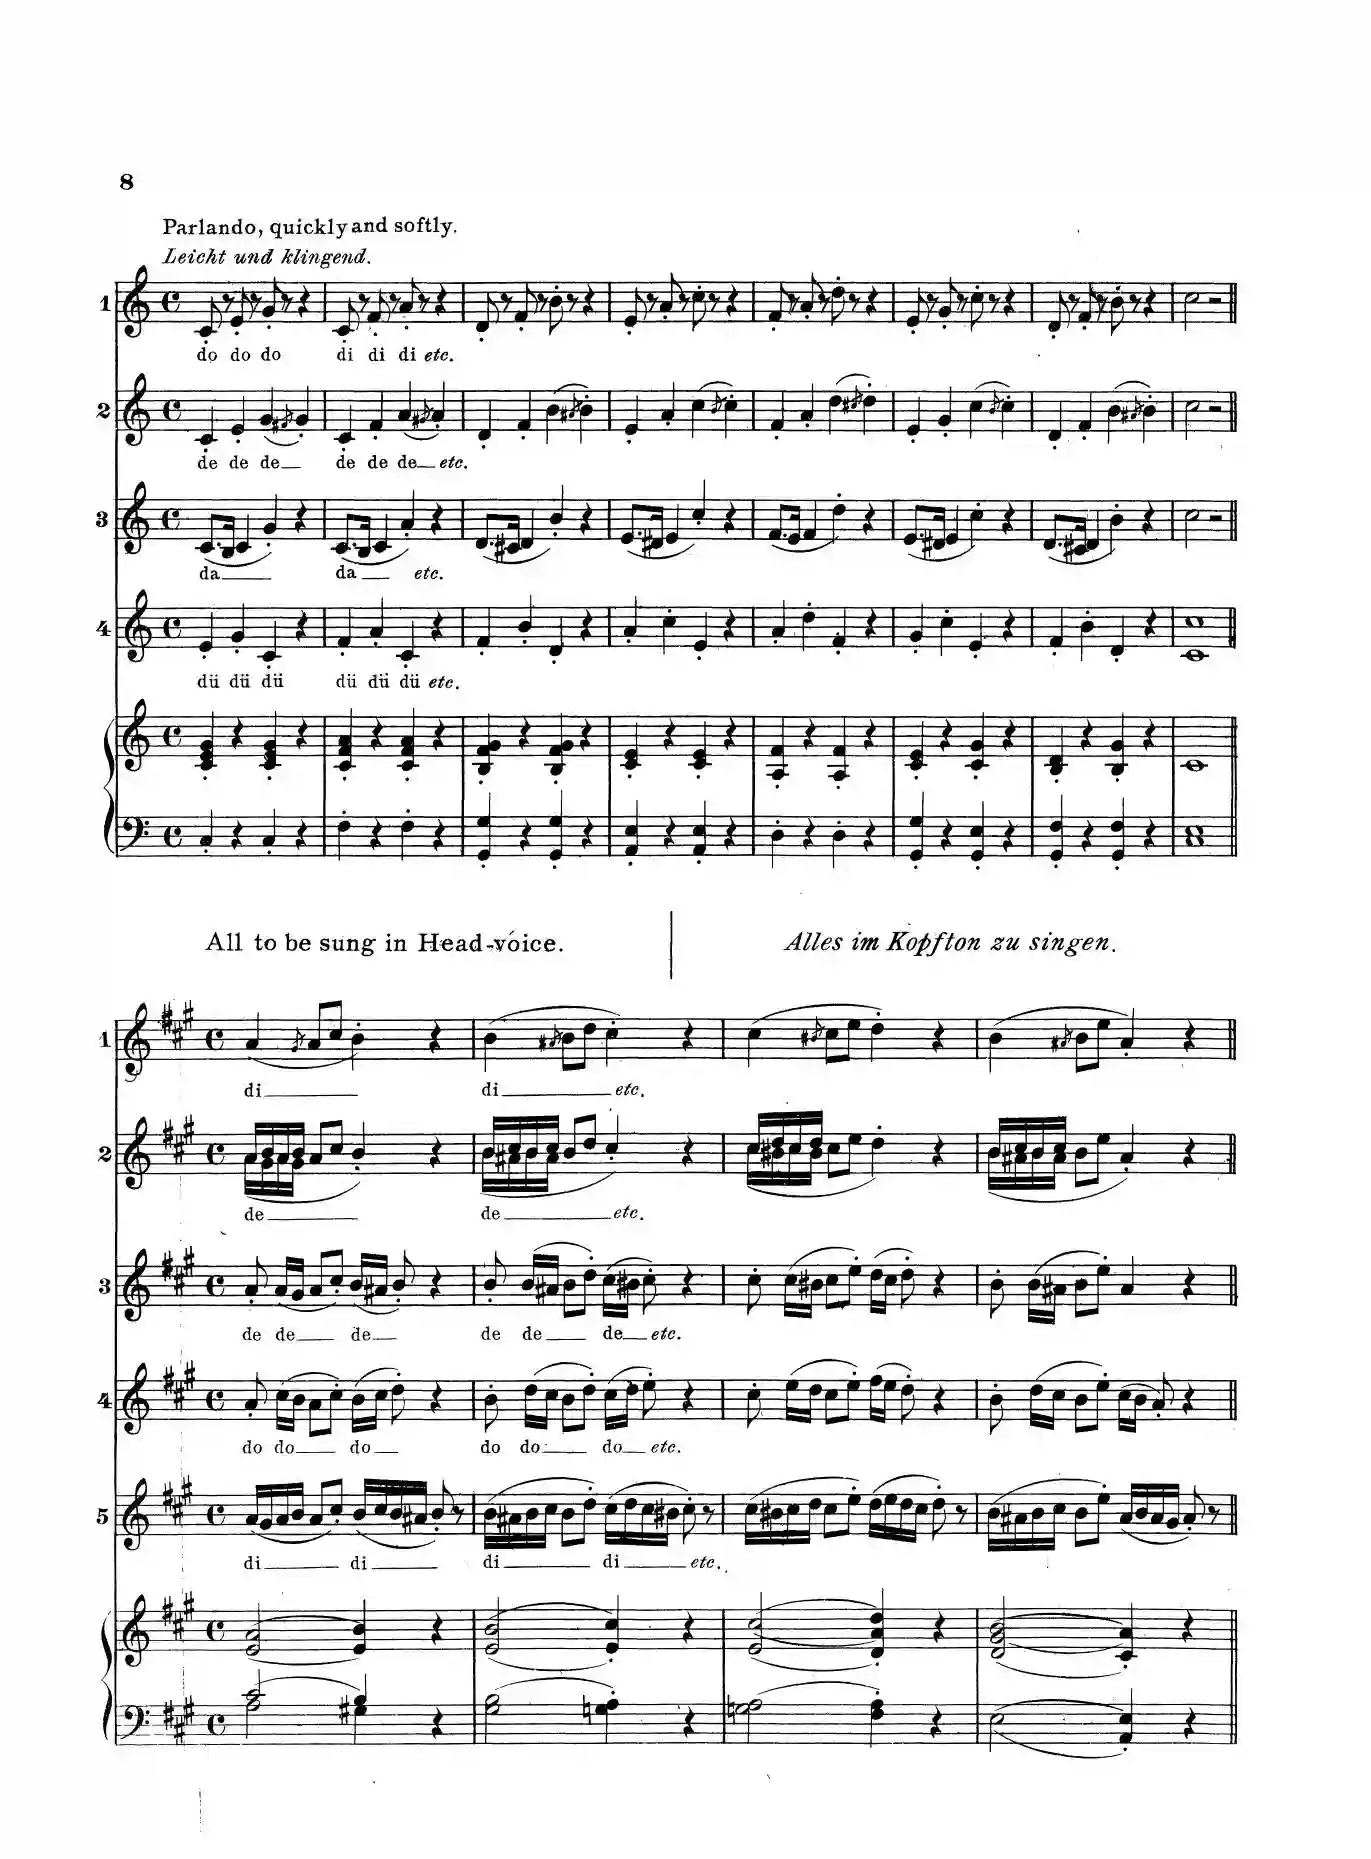 8
Parlando, quickly and softly.
Leicht und klingend.
1
do do do di di di etc.
2
de de de de de de etc.
3
da da etc.
4
dü dü dü dü dü dü etc.
All to be sung in Head-voice.
Alles im Kopfton zu singen.
1
di di etc.
2
de de etc.
3
de de de de de de etc.
4
do do do do do do etc.
5
di di di di etc.